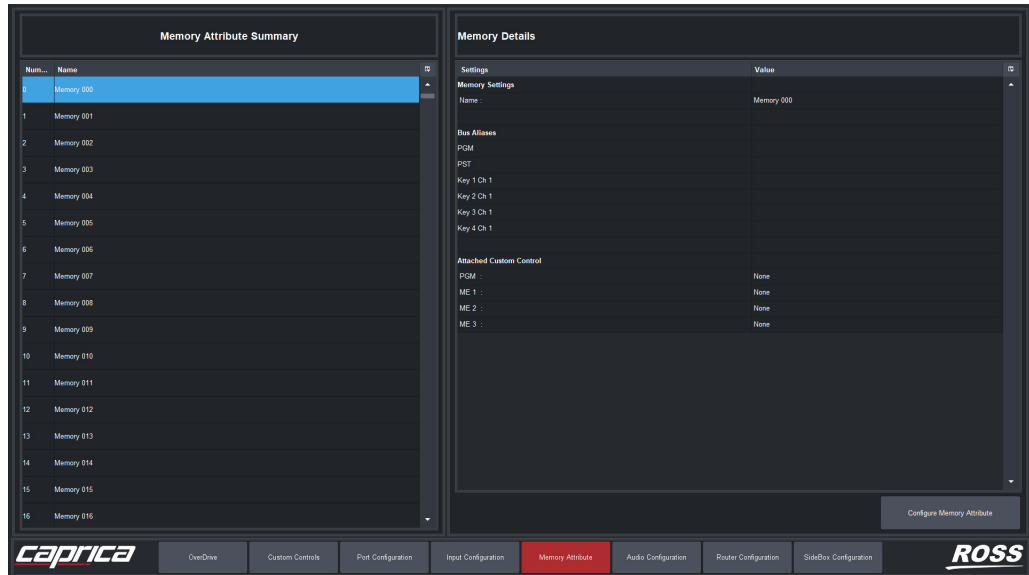 Memory Attribute Summary
Num... Name
0 Memory 000
1 Memory 001
2 Memory 002
3 Memory 003
4 Memory 004
5 Memory 005
6 Memory 006
7 Memory 007
8 Memory 008
9 Memory 009
10 Memory 010
11 Memory 011
12 Memory 012
13 Memory 013
14 Memory 014
15 Memory 015
16 Memory 016
Memory Details
Settings Value
Memory Settings
Name : Memory 000
Bus Aliases
PGM
PST
Key 1 Ch 1
Key 2 Ch 1
Key 3 Ch 1
Key 4 Ch 1
Attached Custom Control
PGM : None
ME 1 : None
ME 2 : None
ME 3 : None
Configure Memory Attribute
caprica OverDrive Custom Controls Port Configuration Input Configuration Memory Attribute Audio Configuration Router Configuration SideBox Configuration ROSS